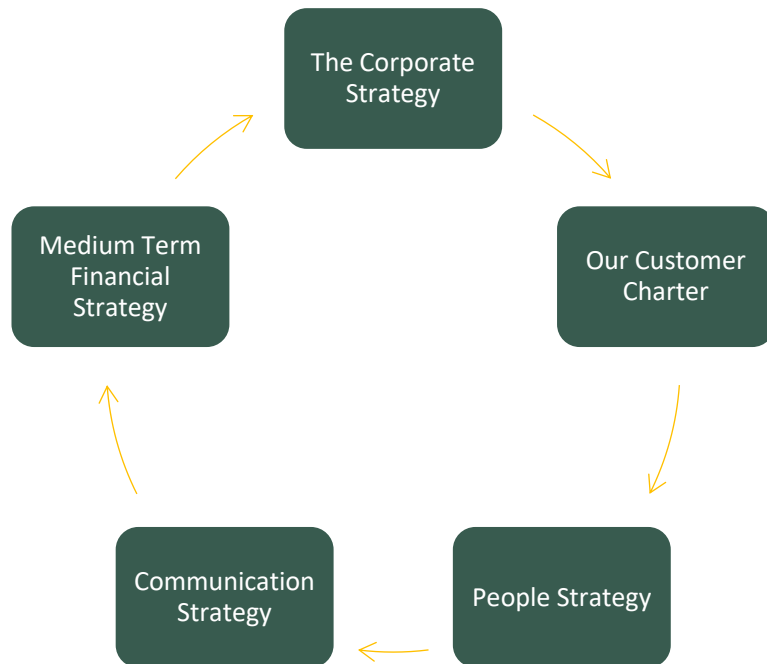 The Corporate
Strategy
Our Customer
Charter
People Strategy
Communication
Strategy
Medium Term
Financial
Strategy